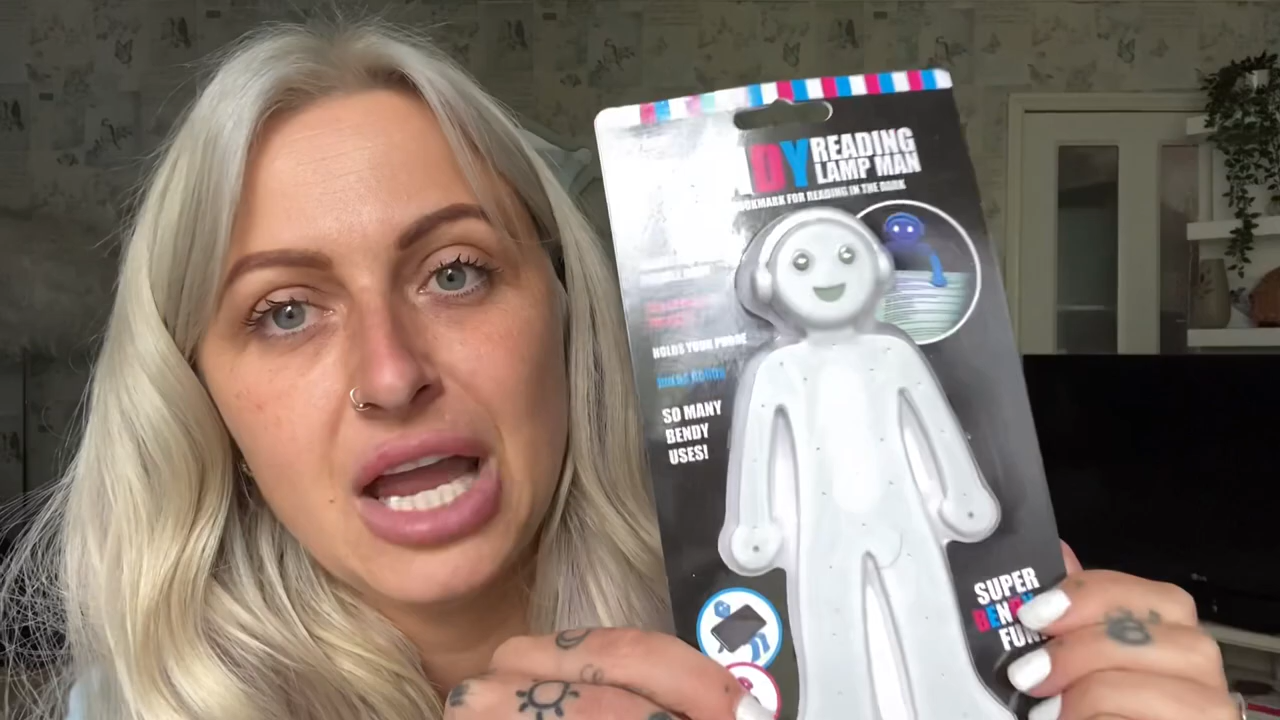 DY READING
LAMP MAN
BOOKMARK FOR READING IN THE DARK
HOLDS YOUR PHONE
SO MANY
BENDY
USES!
SUPER
BENDY
FUN!